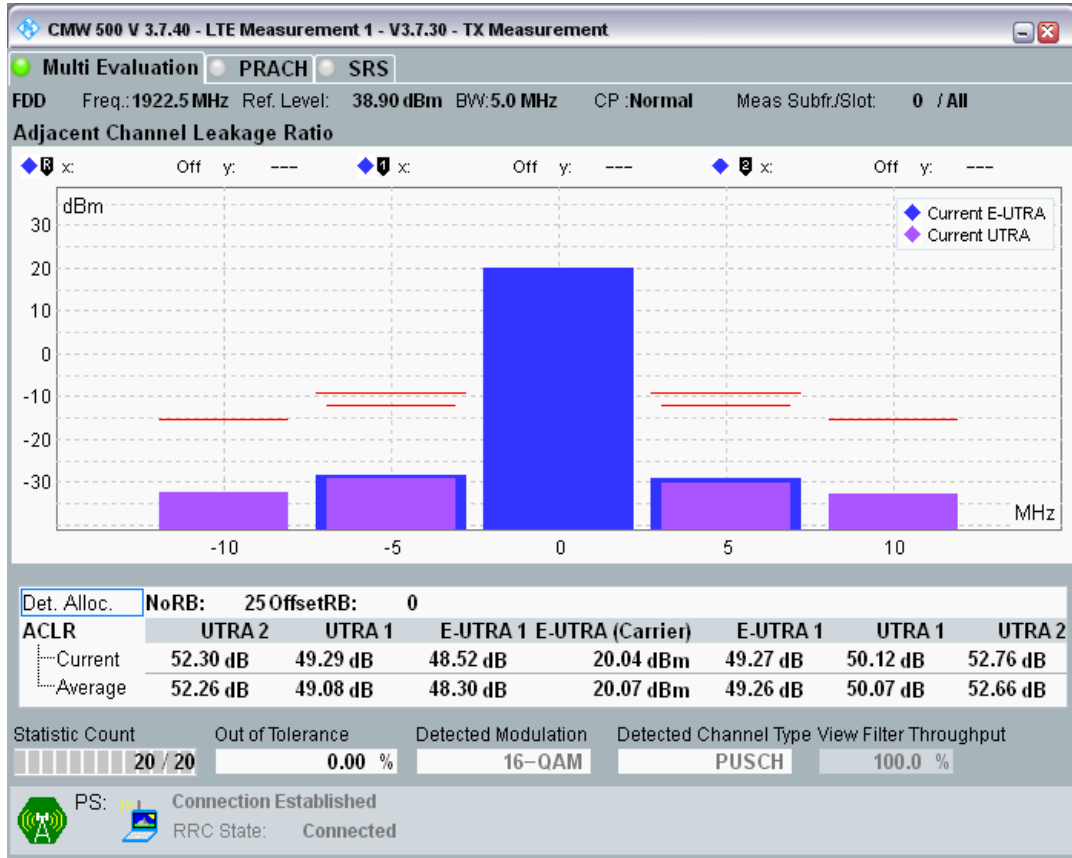 CMW 500 V 3.7.40 - LTE Measurement 1 - V3.7.30 - TX Measurement
Multi Evaluation PRACH SRS
FDD Freq.: 1922.5 MHz Ref. Level: 38.90 dBm BW: 5.0 MHz CP : Normal Meas Subfr./Slot: 0 / All
Adjacent Channel Leakage Ratio
R x: Off y: --- 1 x: Off y: --- 2 x: Off y: ---
dBm
Current E-UTRA
Current UTRA
30
20
10
0
-10
-20
-30
MHz
-10 -5 0 5 10
Det. Alloc. NoRB: 25 OffsetRB: 0
ACLR UTRA 2 UTRA 1 E-UTRA 1 E-UTRA (Carrier) E-UTRA 1 UTRA 1 UTRA 2
Current 52.30 dB 49.29 dB 48.52 dB 20.04 dBm 49.27 dB 50.12 dB 52.76 dB
Average 52.26 dB 49.08 dB 48.30 dB 20.07 dBm 49.26 dB 50.07 dB 52.66 dB
Statistic Count Out of Tolerance Detected Modulation Detected Channel Type View Filter Throughput
20 / 20 0.00 % 16-QAM PUSCH 100.0 %
PS: Connection Established
RRC State: Connected